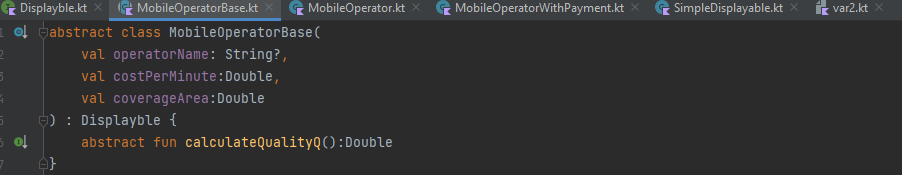 Displayble.kt MobileOperatorBase.kt MobileOperator.kt MobileOperatorWithPayment.kt SimpleDisplayable.kt var2.kt
abstract class MobileOperatorBase(
val operatorName: String?,
val costPerMinute:Double,
val coverageArea:Double
) : Displayble {
abstract fun calculateQualityQ():Double
}